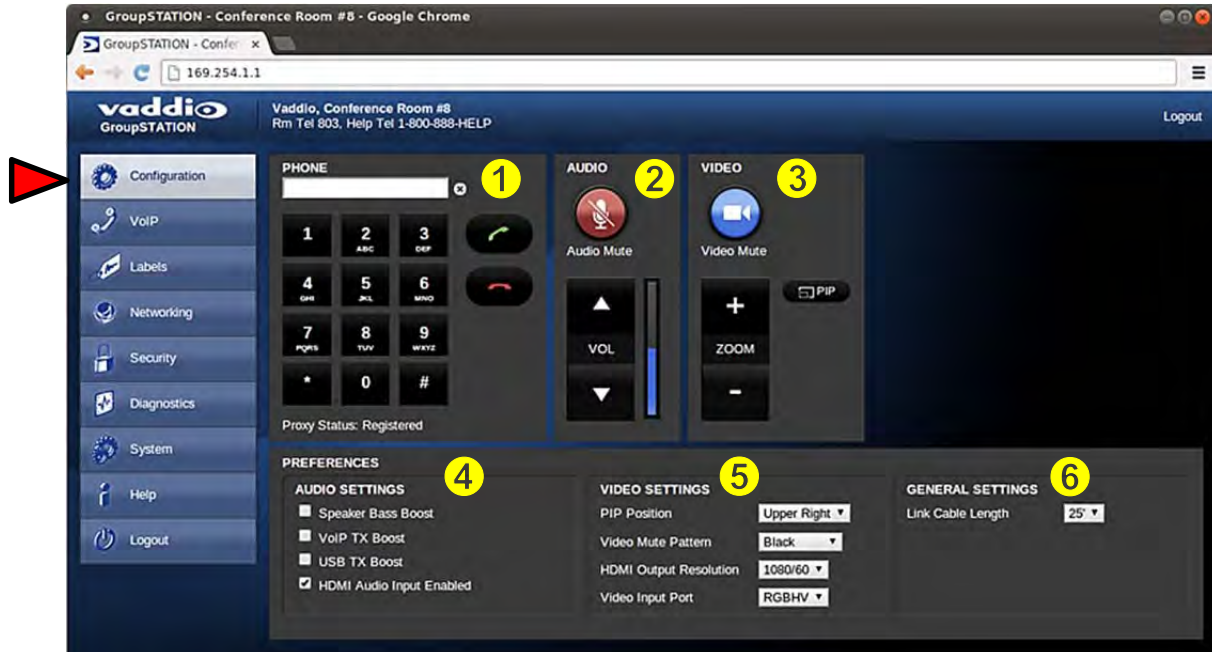 GroupSTATION - Conference Room #8 - Google Chrome
GroupSTATION - Confer
169.254.1.1
vaddio
GroupSTATION
Vaddio, Conference Room #8
Rm Tel 803, Help Tel 1-800-888-HELP
Logout
Configuration
VoIP
Labels
Networking
Security
Diagnostics
System
Help
Logout
PHONE
1
1
2
ABC
3
DEF
4
GHI
5
JKL
6
MNO
7
PQRS
8
TUV
9
WXYZ
*
0
#
Proxy Status: Registered
AUDIO
2
Audio Mute
VOL
VIDEO
3
Video Mute
PIP
+
ZOOM
-
PREFERENCES
AUDIO SETTINGS
4
Speaker Bass Boost
VoIP TX Boost
USB TX Boost
HDMI Audio Input Enabled
VIDEO SETTINGS
5
PIP Position Upper Right
Video Mute Pattern Black
HDMI Output Resolution 1080/60
Video Input Port RGBHV
GENERAL SETTINGS
6
Link Cable Length 25'